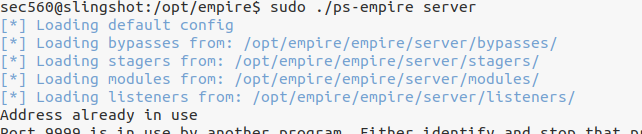 sec560@slingshot:/opt/empire$ sudo ./ps-empire server
[*] Loading default config
[*] Loading bypasses from: /opt/empire/empire/server/bypasses/
[*] Loading stagers from: /opt/empire/empire/server/stagers/
[*] Loading modules from: /opt/empire/empire/server/modules/
[*] Loading listeners from: /opt/empire/empire/server/listeners/
Address already in use
Port 9999 is in use by another program. Either identify and stop that